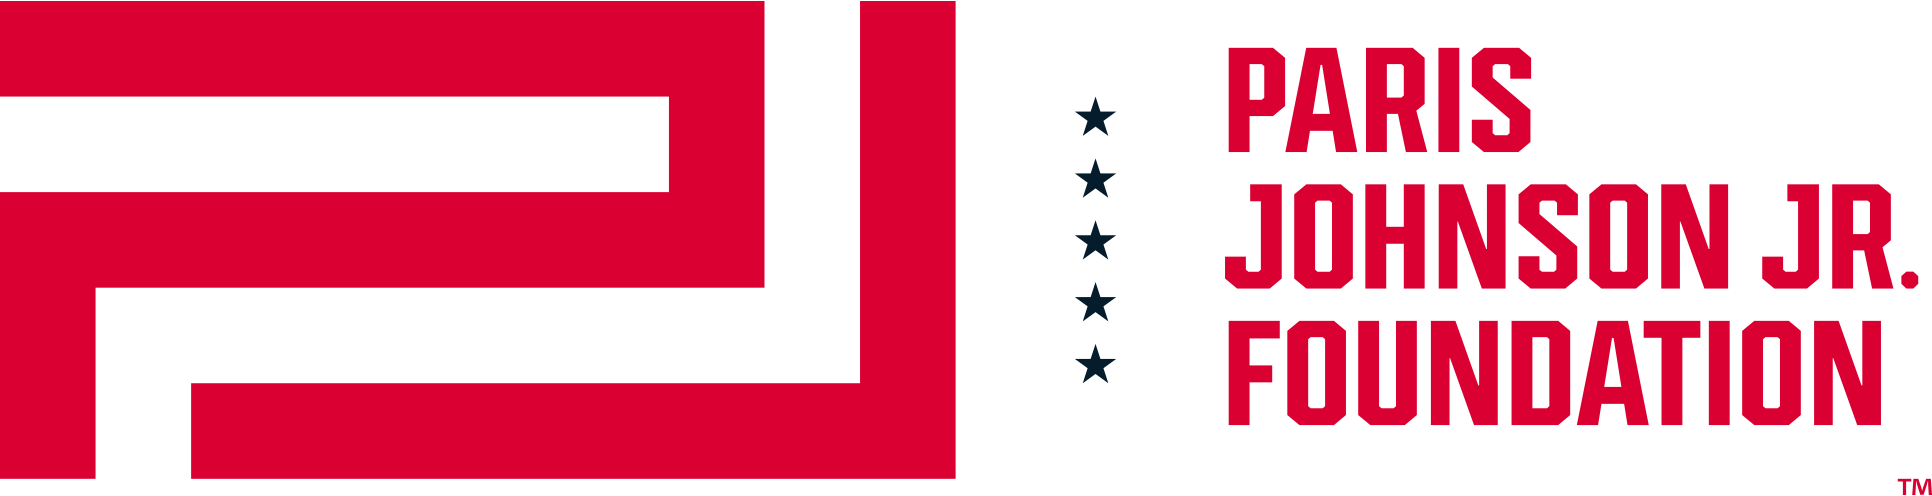 PARIS
JOHNSON JR.
FOUNDATION
TM